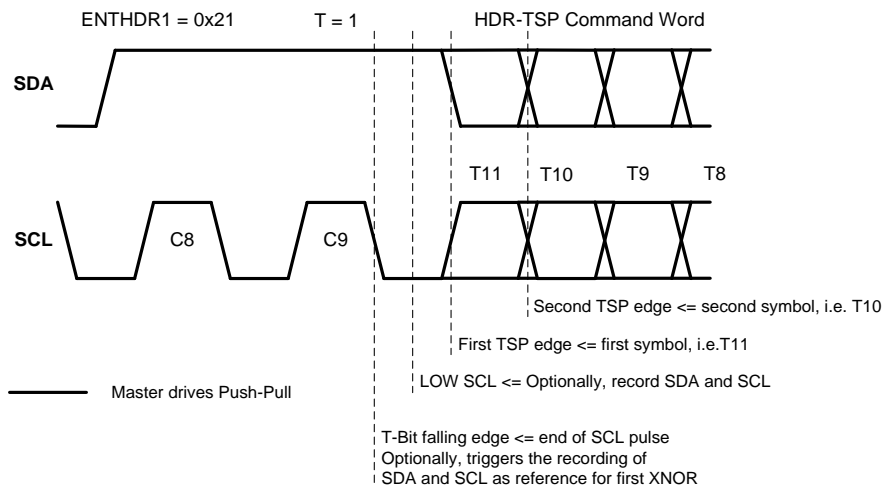 ENTHDR1 = 0x21 T = 1 HDR-TSP Command Word
SDA
T11 T10 T9 T8
SCL C8 C9
Second TSP edge <= second symbol, i.e. T10
First TSP edge <= first symbol, i.e.T11
Master drives Push-Pull
LOW SCL <= Optionally, record SDA and SCL
T-Bit falling edge <= end of SCL pulse
Optionally, triggers the recording of
SDA and SCL as reference for first XNOR